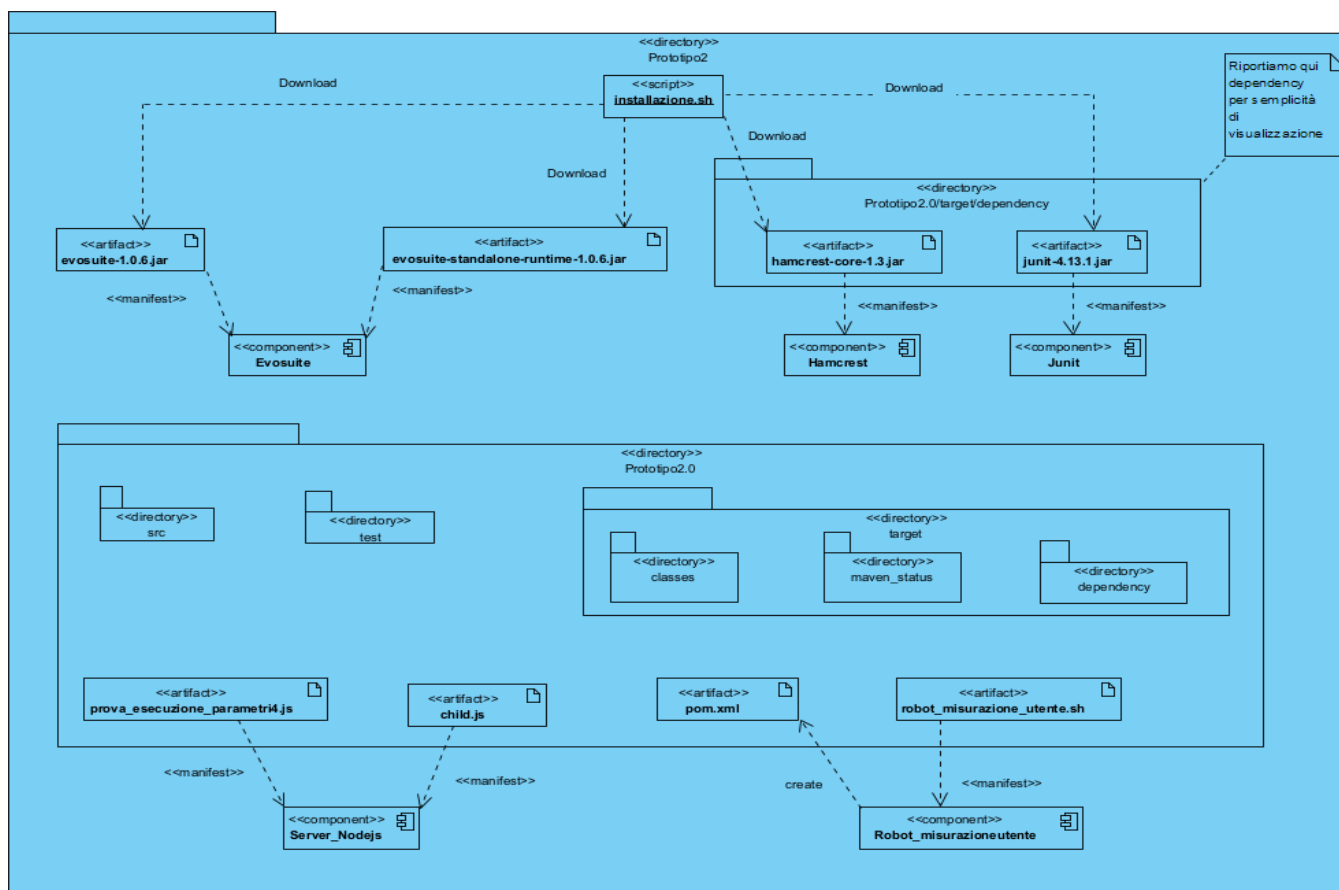 <<directory>>
Prototipo2
Download
<<script>>
installazione.sh
Download
Riportiamo qui
dependency
per semplicità
di
visualizzazione
Download
Download
<<directory>>
Prototipo2.0/target/dependency
<<artifact>>
evosuite-1.0.6.jar
<<artifact>>
evosuite-standalone-runtime-1.0.6.jar
<<artifact>>
hamcrest-core-1.3.jar
<<artifact>>
junit-4.13.1.jar
<<manifest>>
<<manifest>>
<<manifest>>
<<manifest>>
<<component>>
Evosuite
<<component>>
Hamcrest
<<component>>
Junit
<<directory>>
Prototipo2.0
<<directory>>
src
<<directory>>
test
<<directory>>
target
<<directory>>
classes
<<directory>>
maven_status
<<directory>>
dependency
<<artifact>>
prova_esecuzione_parametri4.js
<<artifact>>
child.js
<<artifact>>
pom.xml
<<artifact>>
robot_misurazione_utente.sh
<<manifest>>
<<manifest>>
create
<<manifest>>
<<component>>
Server_Nodejs
<<component>>
Robot_misurazioneutente